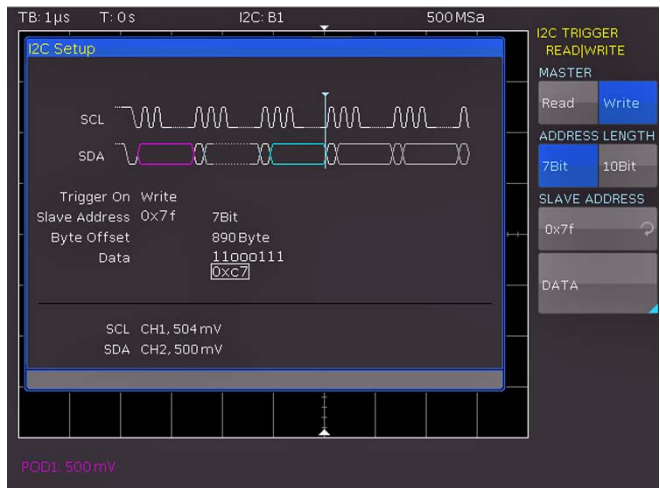 TB: 1µs T: 0 s I2C: B1 500 MSa
I2C TRIGGER
READ|WRITE
I2C Setup
MASTER
Read Write
SCL
ADDRESS LENGTH
SDA
7Bit 10Bit
Trigger On Write
SLAVE ADDRESS
Slave Address 0x7f 7Bit
0x7f
Byte Offset 890 Byte
Data 11000111
0xc7
DATA
SCL CH1, 504 mV
SDA CH2, 500 mV
POD1: 500 mV